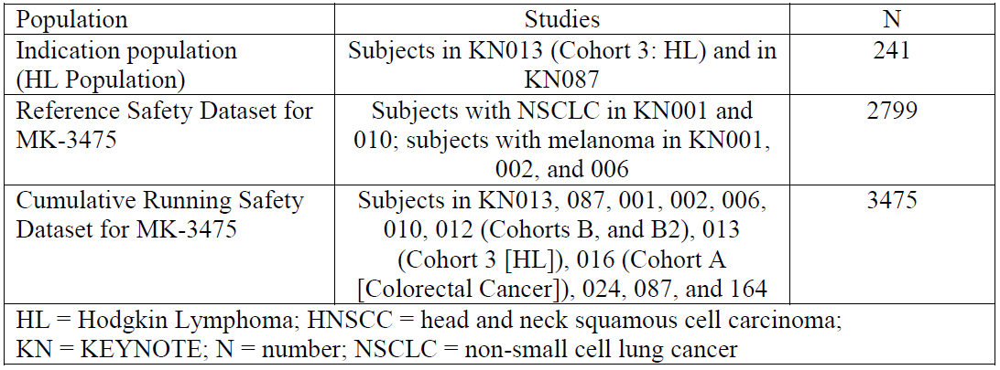 Population Studies N
Indication population
(HL Population)
Subjects in KN013 (Cohort 3: HL) and in
KN087
241
Reference Safety Dataset for
MK-3475
Subjects with NSCLC in KN001 and
010; subjects with melanoma in KN001,
002, and 006
2799
Cumulative Running Safety
Dataset for MK-3475
Subjects in KN013, 087, 001, 002, 006,
010, 012 (Cohorts B, and B2), 013
(Cohort 3 [HL]), 016 (Cohort A
[Colorectal Cancer]), 024, 087, and 164
3475
HL = Hodgkin Lymphoma; HNSCC = head and neck squamous cell carcinoma;
KN = KEYNOTE; N = number; NSCLC = non-small cell lung cancer